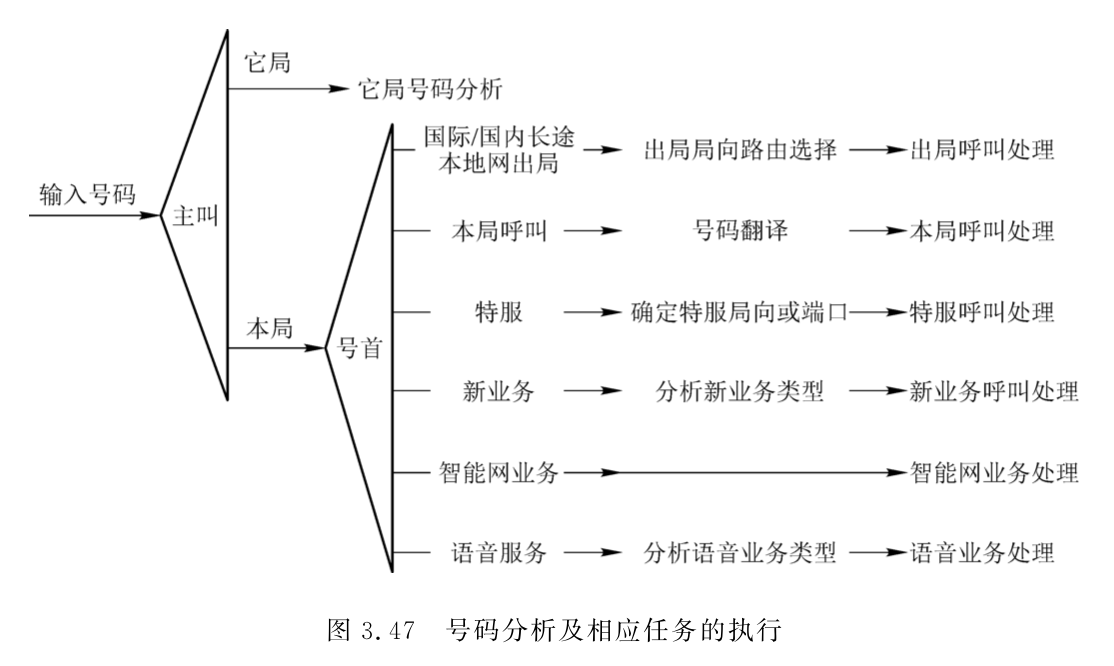 它局
它局号码分析
国际/国内长途
本地网出局
出局局向路由选择
出局呼叫处理
输入号码
主叫
本局呼叫
号码翻译
本局呼叫处理
特服
确定特服局向或端口
特服呼叫处理
本局
号首
新业务
分析新业务类型
新业务呼叫处理
智能网业务
智能网业务处理
语音服务
分析语音业务类型
语音业务处理
图 3.47 号码分析及相应任务的执行